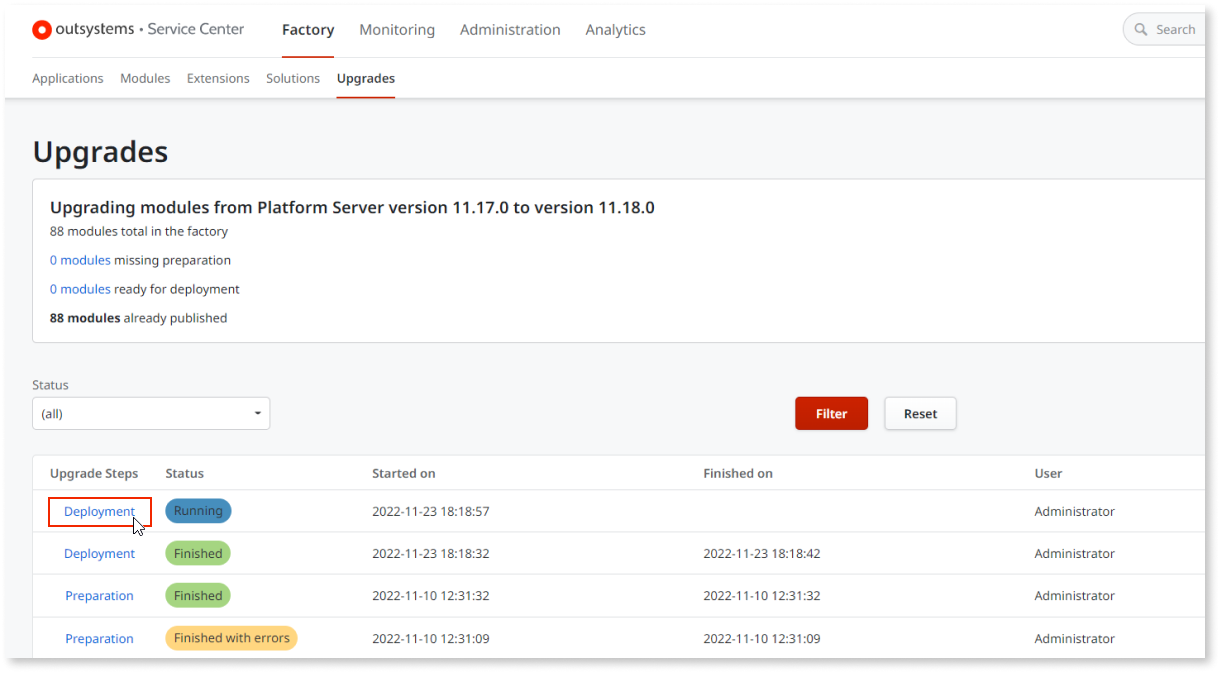 outsystems • Service Center Factory Monitoring Administration Analytics Search
Applications Modules Extensions Solutions Upgrades
Upgrades
Upgrading modules from Platform Server version 11.17.0 to version 11.18.0
88 modules total in the factory
0 modules missing preparation
0 modules ready for deployment
88 modules already published
Status
(all) Filter Reset
Upgrade Steps Status Started on Finished on User
Deployment Running 2022-11-23 18:18:57 Administrator
Deployment Finished 2022-11-23 18:18:32 2022-11-23 18:18:42 Administrator
Preparation Finished 2022-11-10 12:31:32 2022-11-10 12:31:32 Administrator
Preparation Finished with errors 2022-11-10 12:31:09 2022-11-10 12:31:09 Administrator